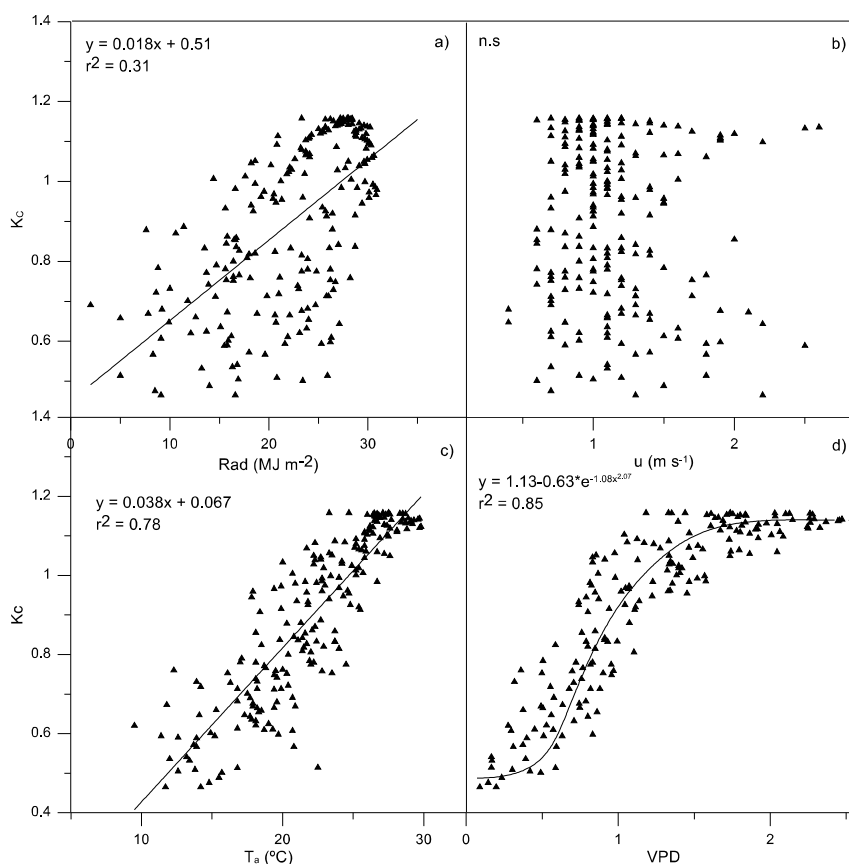 1.4
y = 0.018x + 0.51
r² = 0.31
a)
n.s
b)
1.2
1
Kc
0.8
0.6
1.4
0
10
20
30
Rad (MJ m⁻²)
1
2
u (m s⁻¹)
c)
d)
y = 0.038x + 0.067
r² = 0.78
y = 1.13-0.63*e^-1.08x^2.07
r² = 0.85
1.2
1
Kc
0.8
0.6
0.4
10
20
30
Tₐ (ºC)
0
1
2
VPD